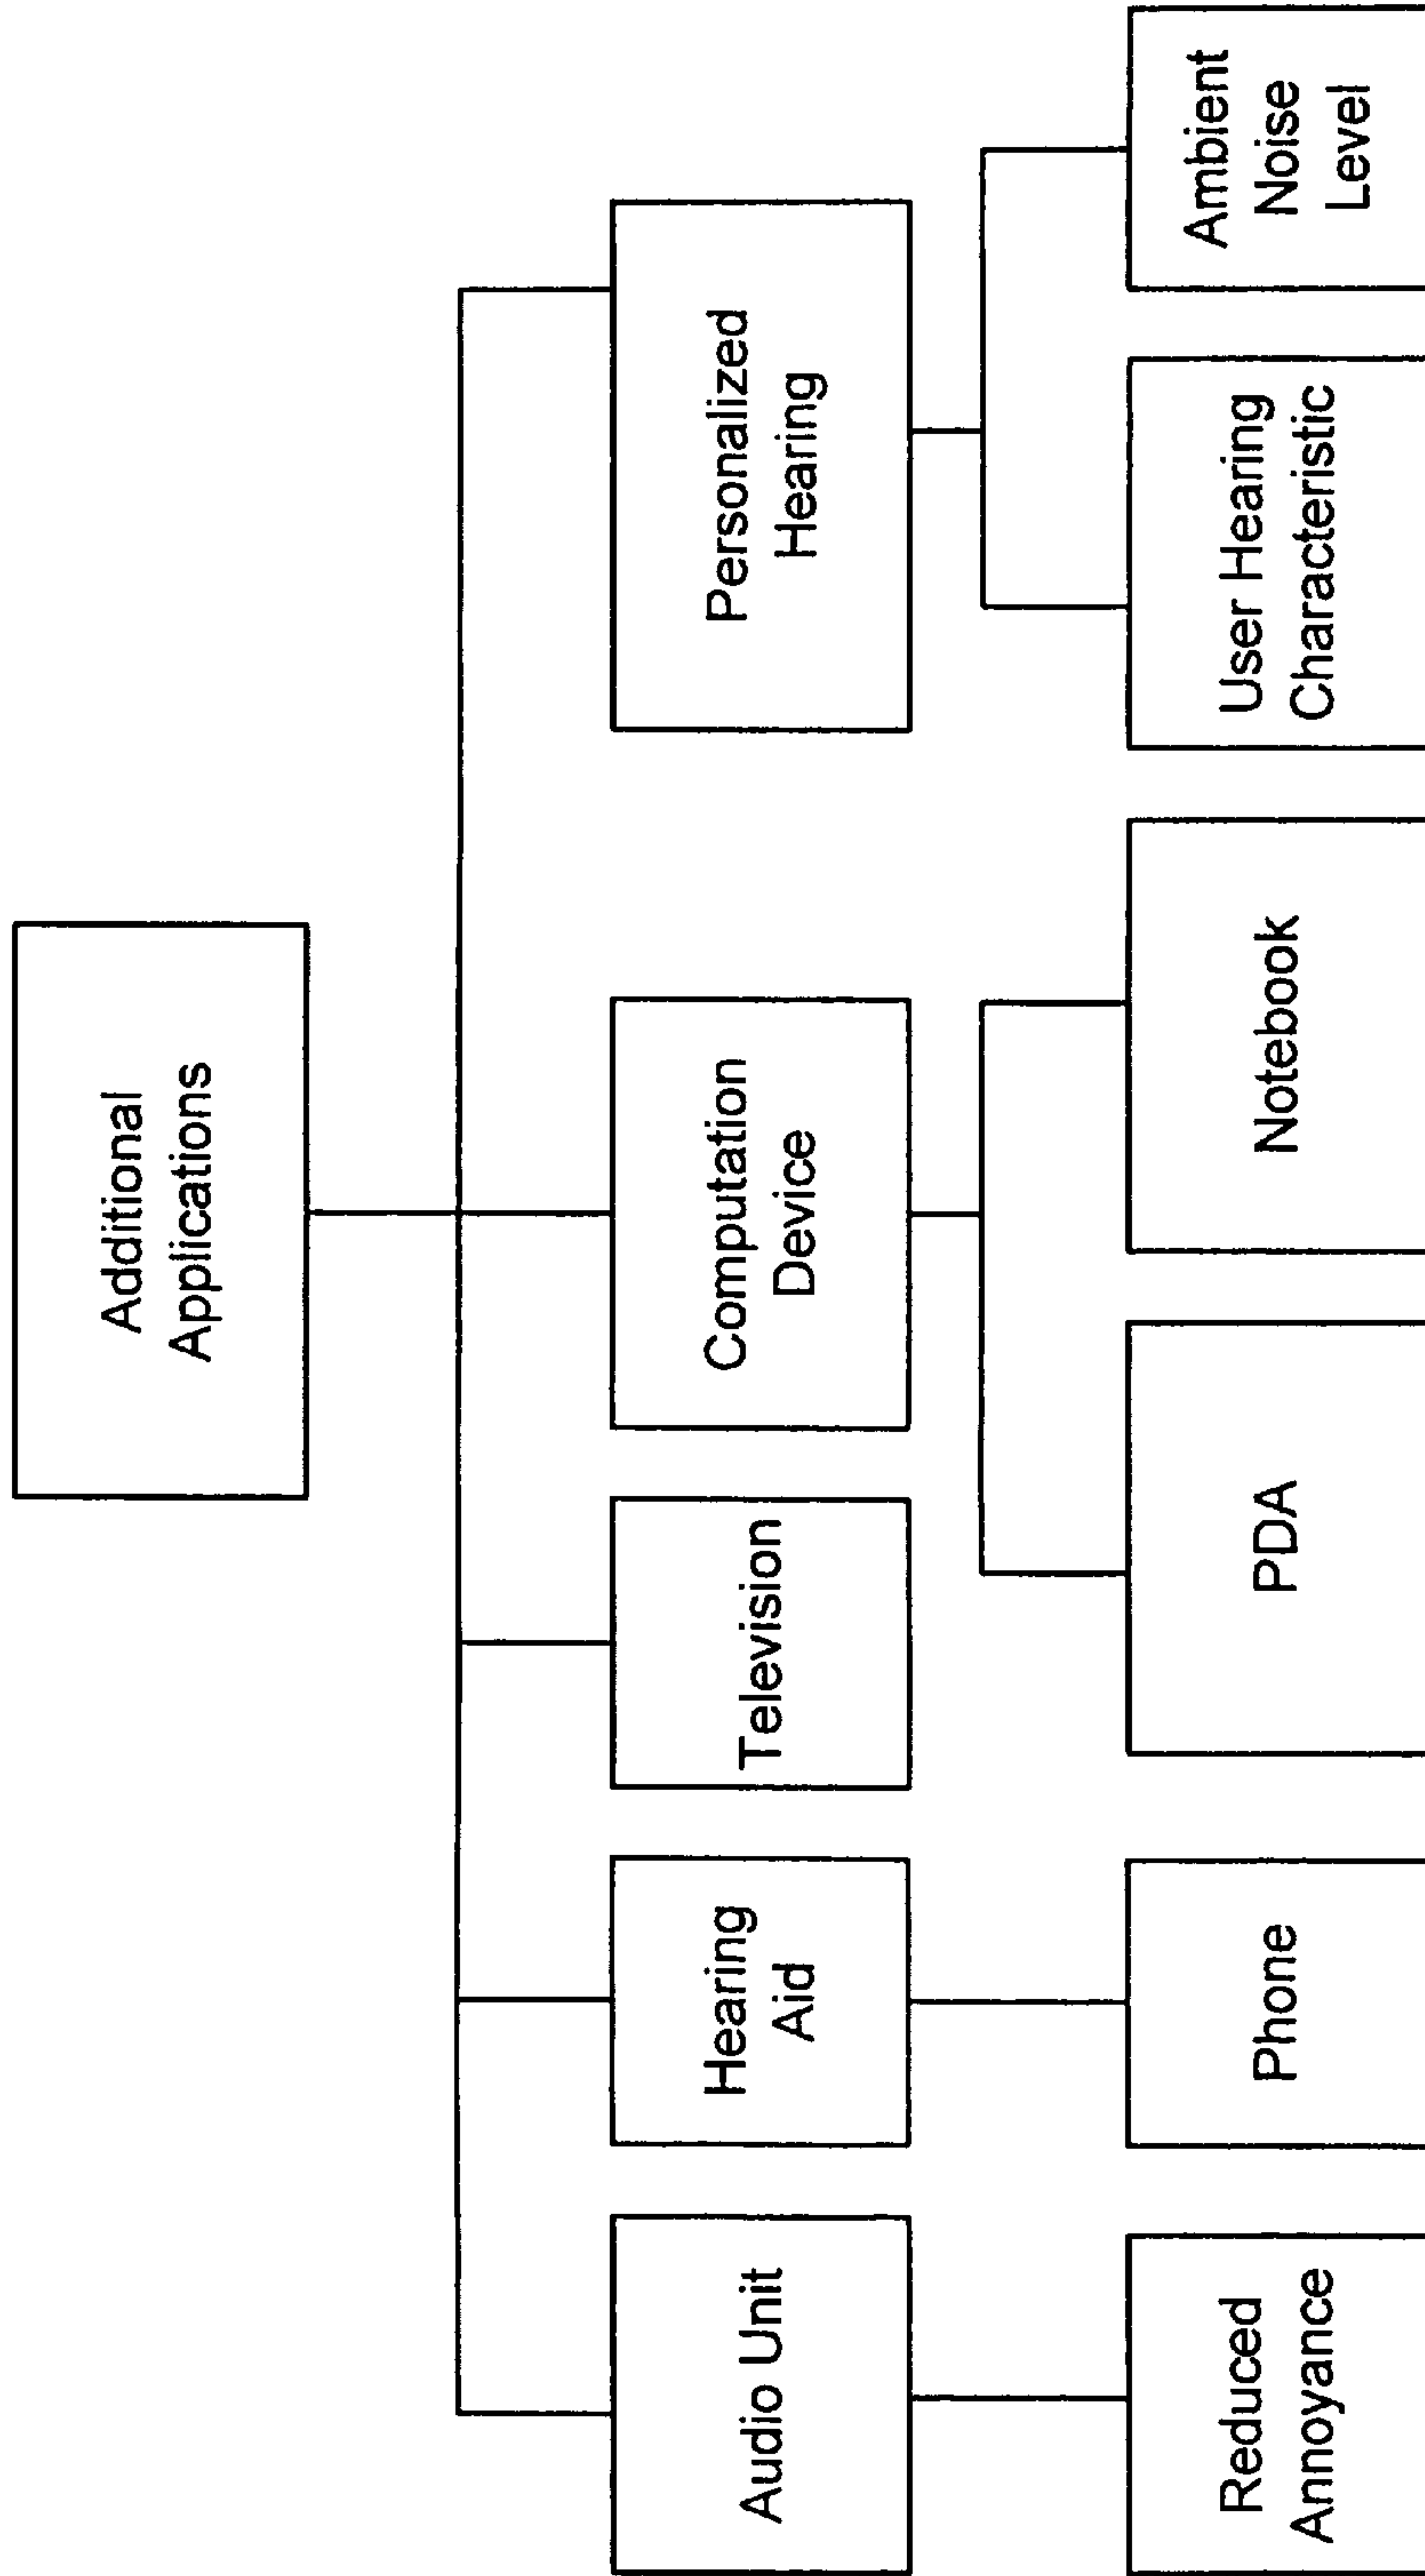 Additional
Applications
Audio Unit
Hearing
Aid
Television
Computation
Device
Personalized
Hearing
Reduced
Annoyance
Phone
PDA
Notebook
User Hearing
Characteristic
Ambient
Noise
Level